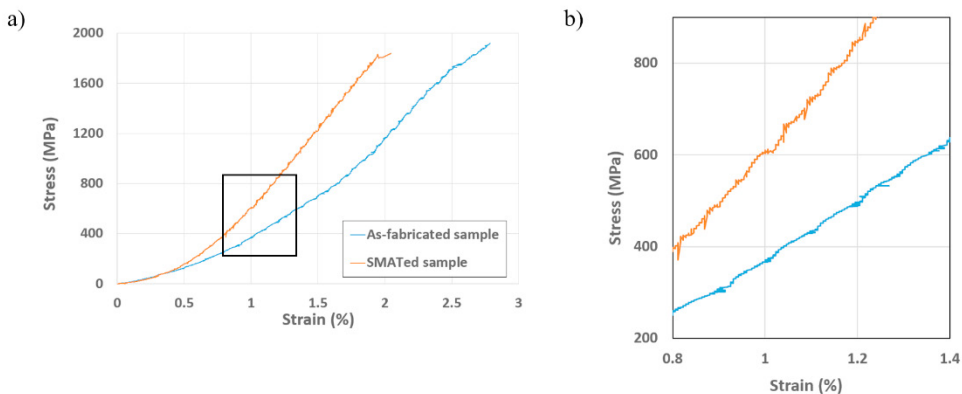 a)
2000
1600
1200
800
400
0
Stress (MPa)
0 0.5 1 1.5 2 2.5 3
Strain (%)
As-fabricated sample
SMATed sample
b)
800
600
400
200
Stress (MPa)
0.8 1 1.2 1.4
Strain (%)